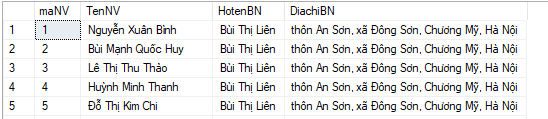 maNV TenNV HotenBN DiachiBN
1 1 Nguyễn Xuân Bình Bùi Thị Liên thôn An Sơn, xã Đông Sơn, Chương Mỹ, Hà Nội
2 2 Bùi Mạnh Quốc Huy Bùi Thị Liên thôn An Sơn, xã Đông Sơn, Chương Mỹ, Hà Nội
3 3 Lê Thị Thu Thảo Bùi Thị Liên thôn An Sơn, xã Đông Sơn, Chương Mỹ, Hà Nội
4 4 Huỳnh Minh Thanh Bùi Thị Liên thôn An Sơn, xã Đông Sơn, Chương Mỹ, Hà Nội
5 5 Đỗ Thị Kim Chi Bùi Thị Liên thôn An Sơn, xã Đông Sơn, Chương Mỹ, Hà Nội